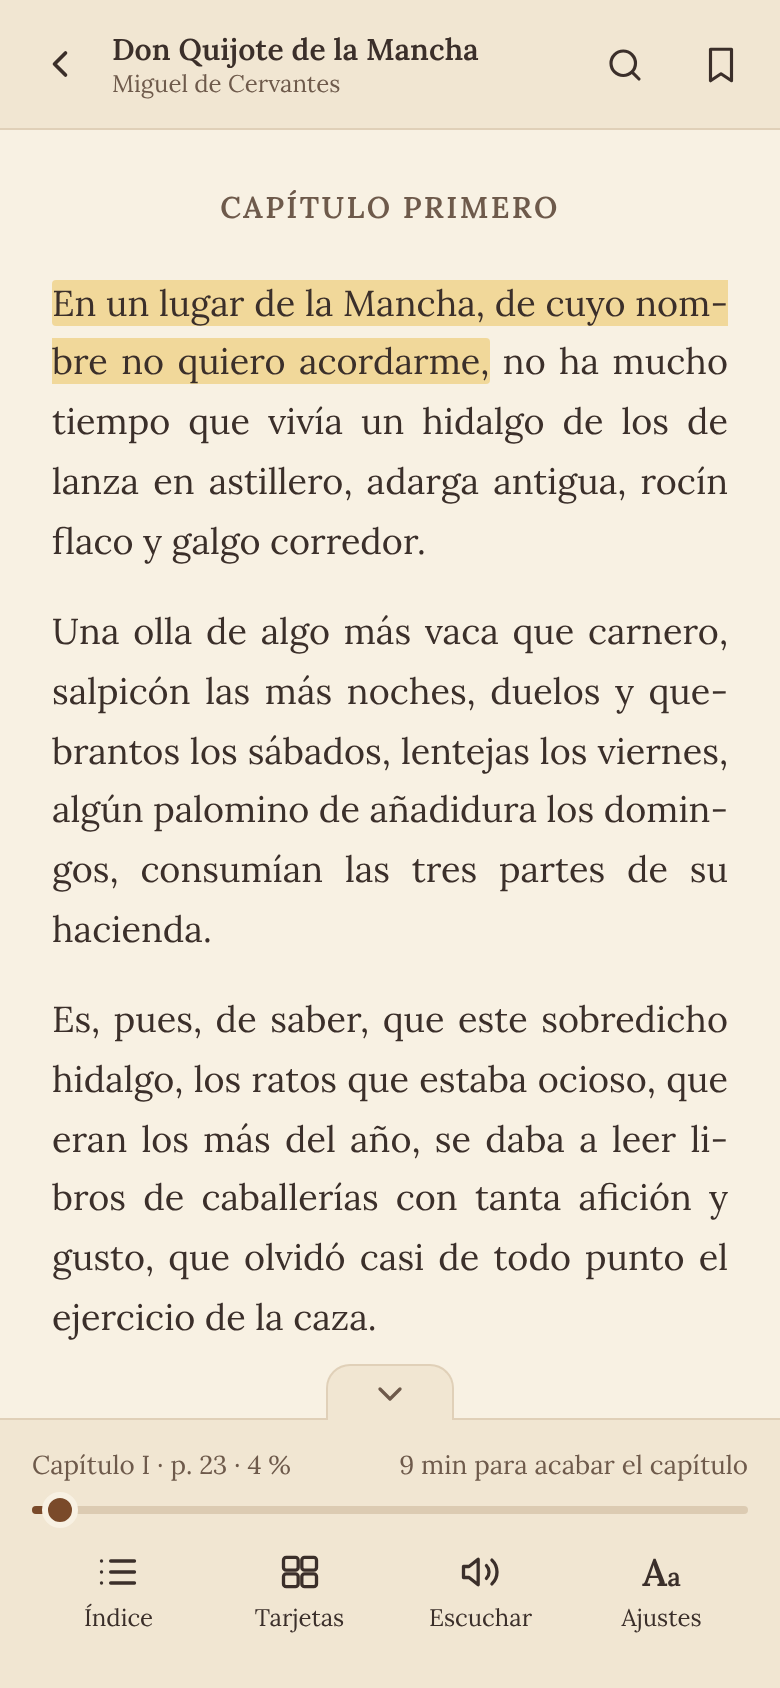 Don Quijote de la Mancha
Miguel de Cervantes
CAPÍTULO PRIMERO
En un lugar de la Mancha, de cuyo nom-
bre no quiero acordarme, no ha mucho
tiempo que vivía un hidalgo de los de
lanza en astillero, adarga antigua, rocín
flaco y galgo corredor.
Una olla de algo más vaca que carnero,
salpicón las más noches, duelos y que-
brantos los sábados, lentejas los viernes,
algún palomino de añadidura los domin-
gos, consumían las tres partes de su
hacienda.
Es, pues, de saber, que este sobredicho
hidalgo, los ratos que estaba ocioso, que
eran los más del año, se daba a leer li-
bros de caballerías con tanta afición y
gusto, que olvidó casi de todo punto el
ejercicio de la caza.
Capítulo I · p. 23 · 4 %
9 min para acabar el capítulo
Índice
Tarjetas
Escuchar
Aa
Ajustes